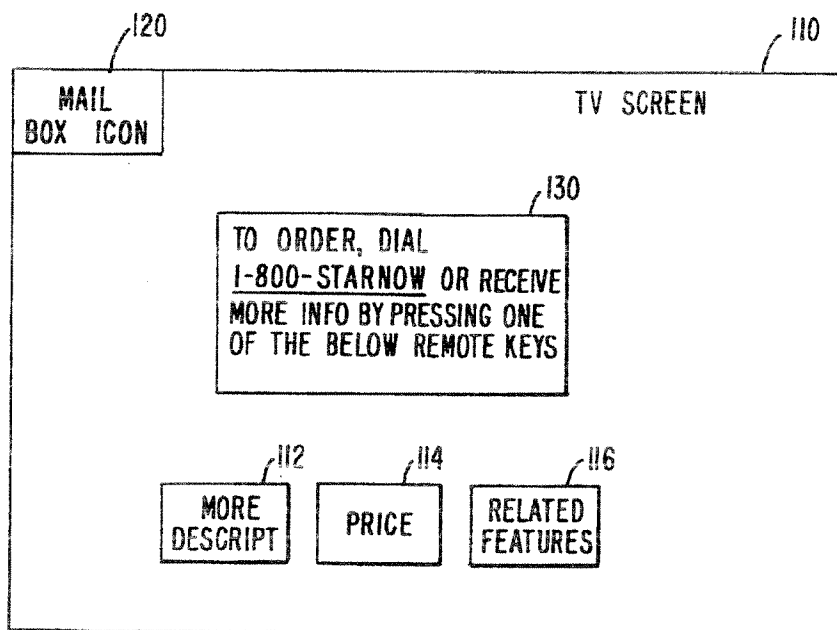 120
110
MAIL
BOX ICON
TV SCREEN
130
TO ORDER, DIAL
1-800-STARNOW OR RECEIVE
MORE INFO BY PRESSING ONE
OF THE BELOW REMOTE KEYS
112
114
116
MORE
DESCRIPT
PRICE
RELATED
FEATURES